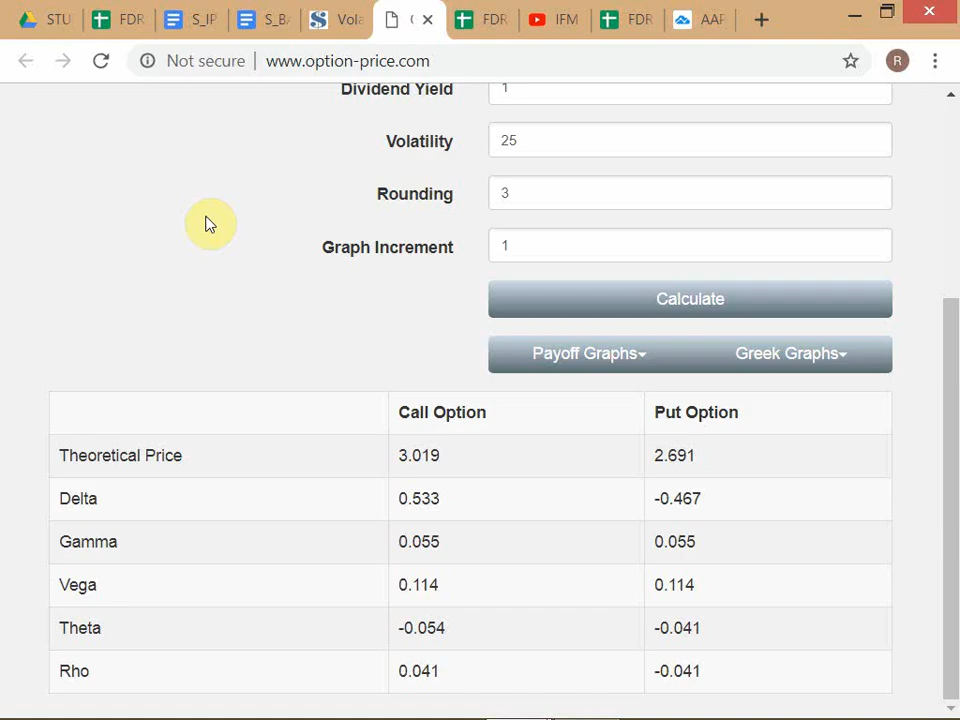 STU FDR S_IP S_B Vola FDR IFM FDR AAP
Not secure | www.option-price.com R
Dividend Yield 1
Volatility 25
Rounding 3
Graph Increment 1
Calculate
Payoff Graphs Greek Graphs
Call Option Put Option
Theoretical Price 3.019 2.691
Delta 0.533 -0.467
Gamma 0.055 0.055
Vega 0.114 0.114
Theta -0.054 -0.041
Rho 0.041 -0.041